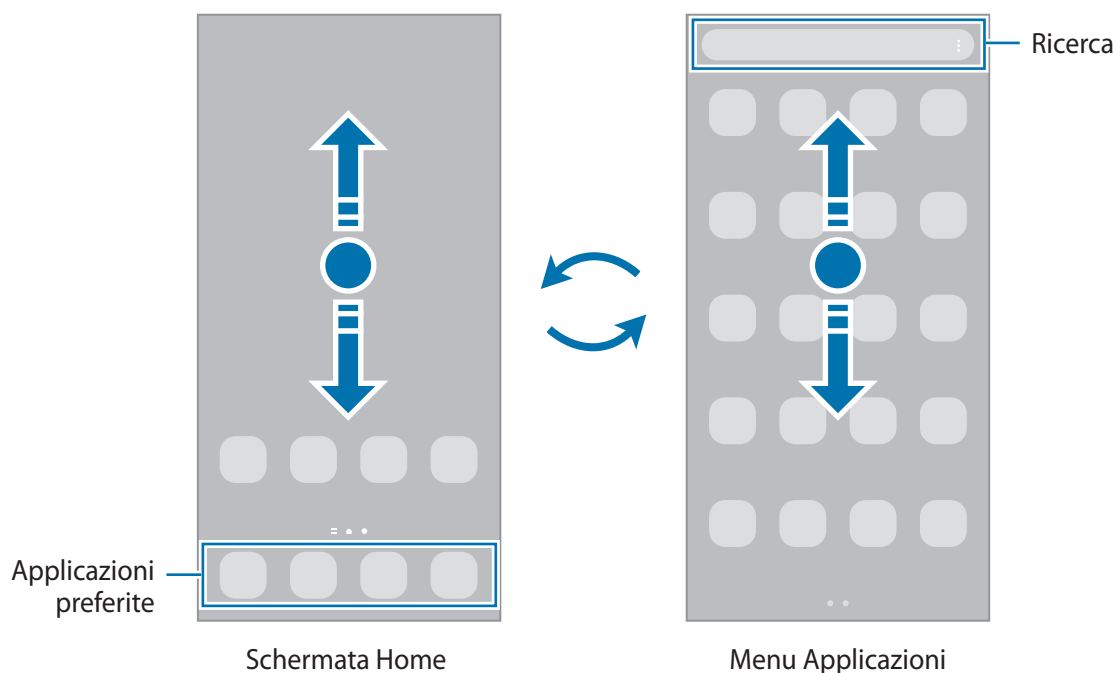 Ricerca
Applicazioni
preferite
Schermata Home
Menu Applicazioni